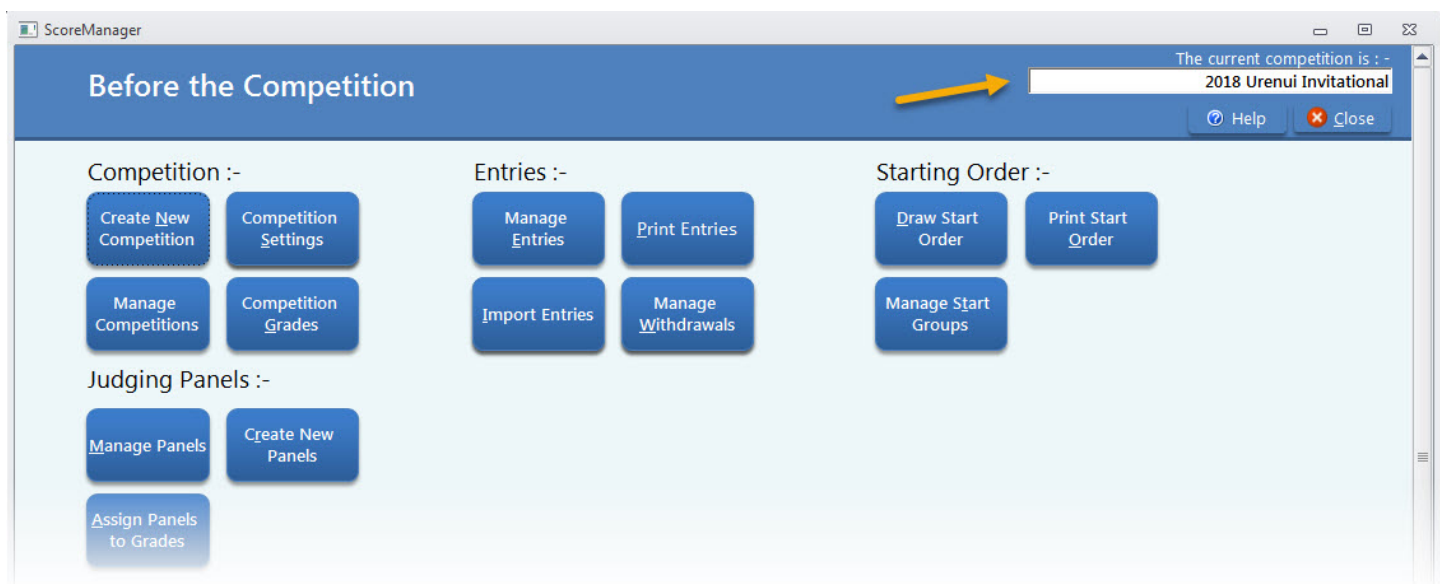 ScoreManager
Before the Competition
The current competition is : -
2018 Urenui Invitational
Help
Close
Competition :-
Create New
Competition
Competition
Settings
Manage
Competitions
Competition
Grades
Entries :-
Manage
Entries
Print Entries
Import Entries
Manage
Withdrawals
Starting Order :-
Draw Start
Order
Print Start
Order
Manage Start
Groups
Judging Panels :-
Manage Panels
Create New
Panels
Assign Panels
to Grades